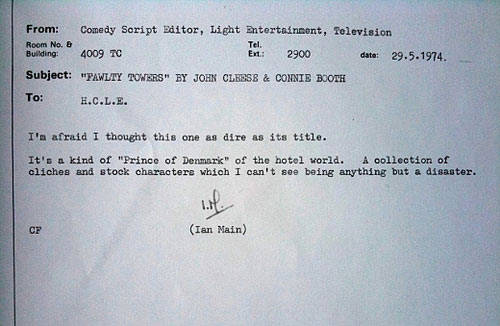 From: Comedy Script Editor, Light Entertainment, Television
Room No. & Building: 4009 TC Tel. Ext.: 2900 date: 29.5.1974.
Subject: "FAWLTY TOWERS" BY JOHN CLEESE & CONNIE BOOTH
To: H.C.L.E.
I'm afraid I thought this one as dire as its title.
It's a kind of "Prince of Denmark" of the hotel world. A collection of
cliches and stock characters which I can't see being anything but a disaster.
I.M.
CF (Ian Main)